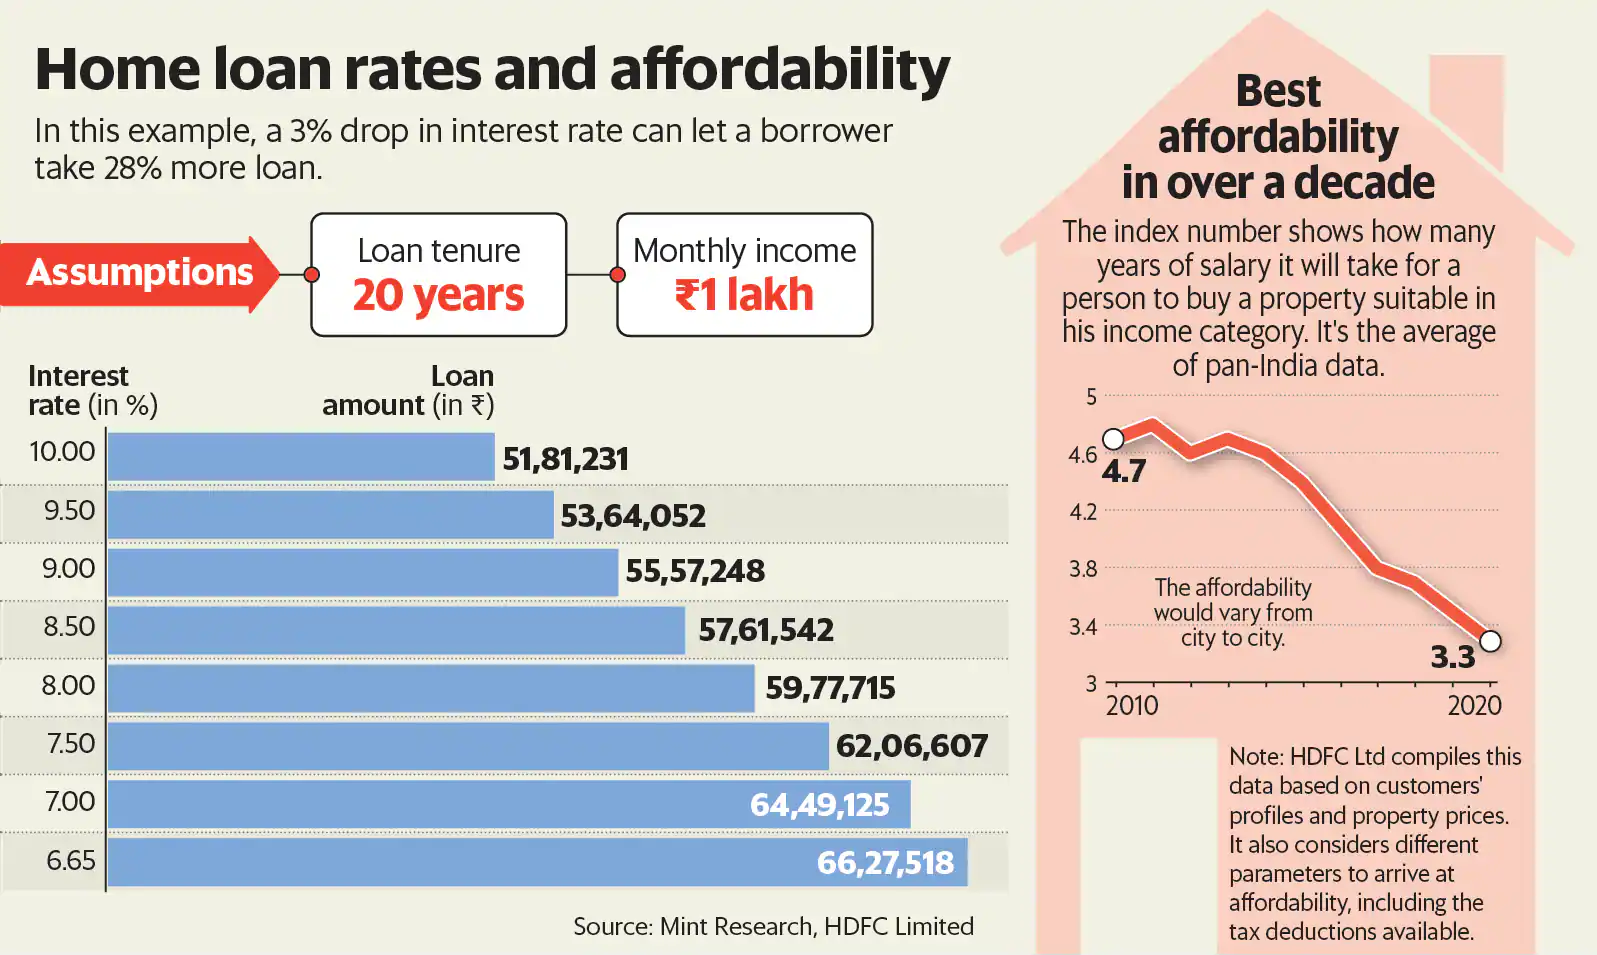 Home loan rates and affordability
In this example, a 3% drop in interest rate can let a borrower
take 28% more loan.
Assumptions
Loan tenure
20 years
Monthly income
₹1 lakh
Interest
rate (in %)
Loan
amount (in ₹)
10.00 51,81,231
9.50 53,64,052
9.00 55,57,248
8.50 57,61,542
8.00 59,77,715
7.50 62,06,607
7.00 64,49,125
6.65 66,27,518
Source: Mint Research, HDFC Limited
Best
affordability
in over a decade
The index number shows how many
years of salary it will take for a
person to buy a property suitable in
his income category. It's the average
of pan-India data.
5
4.6
4.7
4.2
3.8
The affordability
would vary from
city to city.
3.4
3.3
3
2010 2020
Note: HDFC Ltd compiles this
data based on customers'
profiles and property prices.
It also considers different
parameters to arrive at
affordability, including the
tax deductions available.